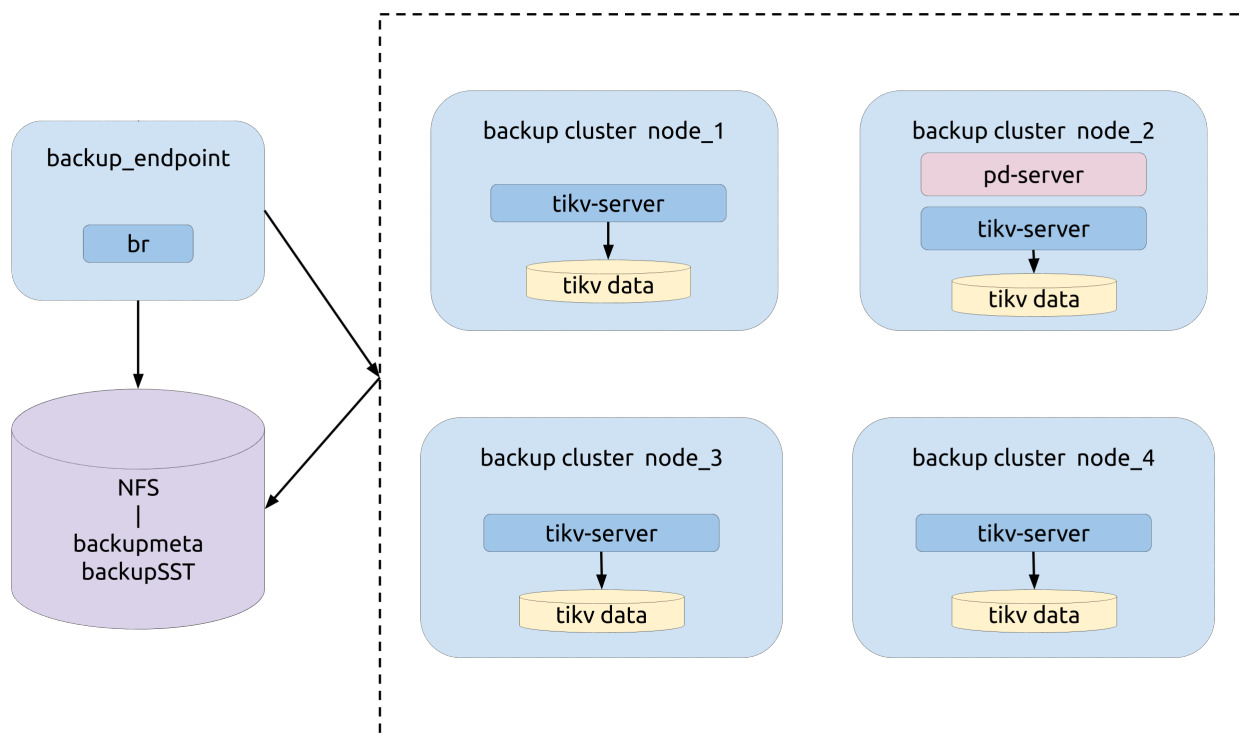 backup_endpoint
br
NFS
|
backupmeta
backupSST
backup cluster node_1
tikv-server
tikv data
backup cluster node_2
pd-server
tikv-server
tikv data
backup cluster node_3
tikv-server
tikv data
backup cluster node_4
tikv-server
tikv data